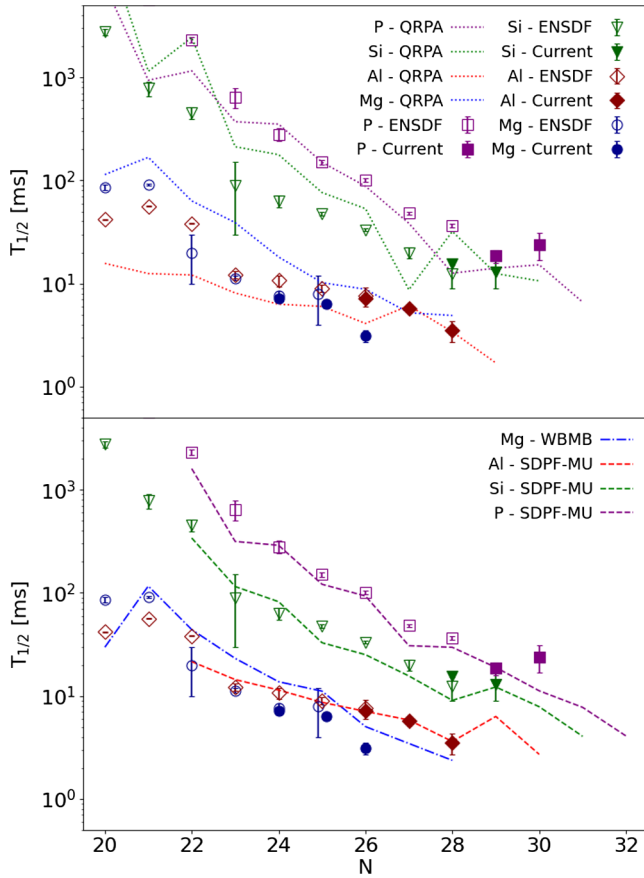 P - QRPA
Si - QRPA
Al - QRPA
Mg - QRPA
P - ENSDF
P - Current
Si - ENSDF
Si - Current
Al - ENSDF
Al - Current
Mg - ENSDF
Mg - Current
10³
10²
10¹
10⁰
T₁/₂ [ms]
Mg - WBMB
Al - SDPF-MU
Si - SDPF-MU
P - SDPF-MU
10³
10²
10¹
10⁰
T₁/₂ [ms]
20 22 24 26 28 30 32
N